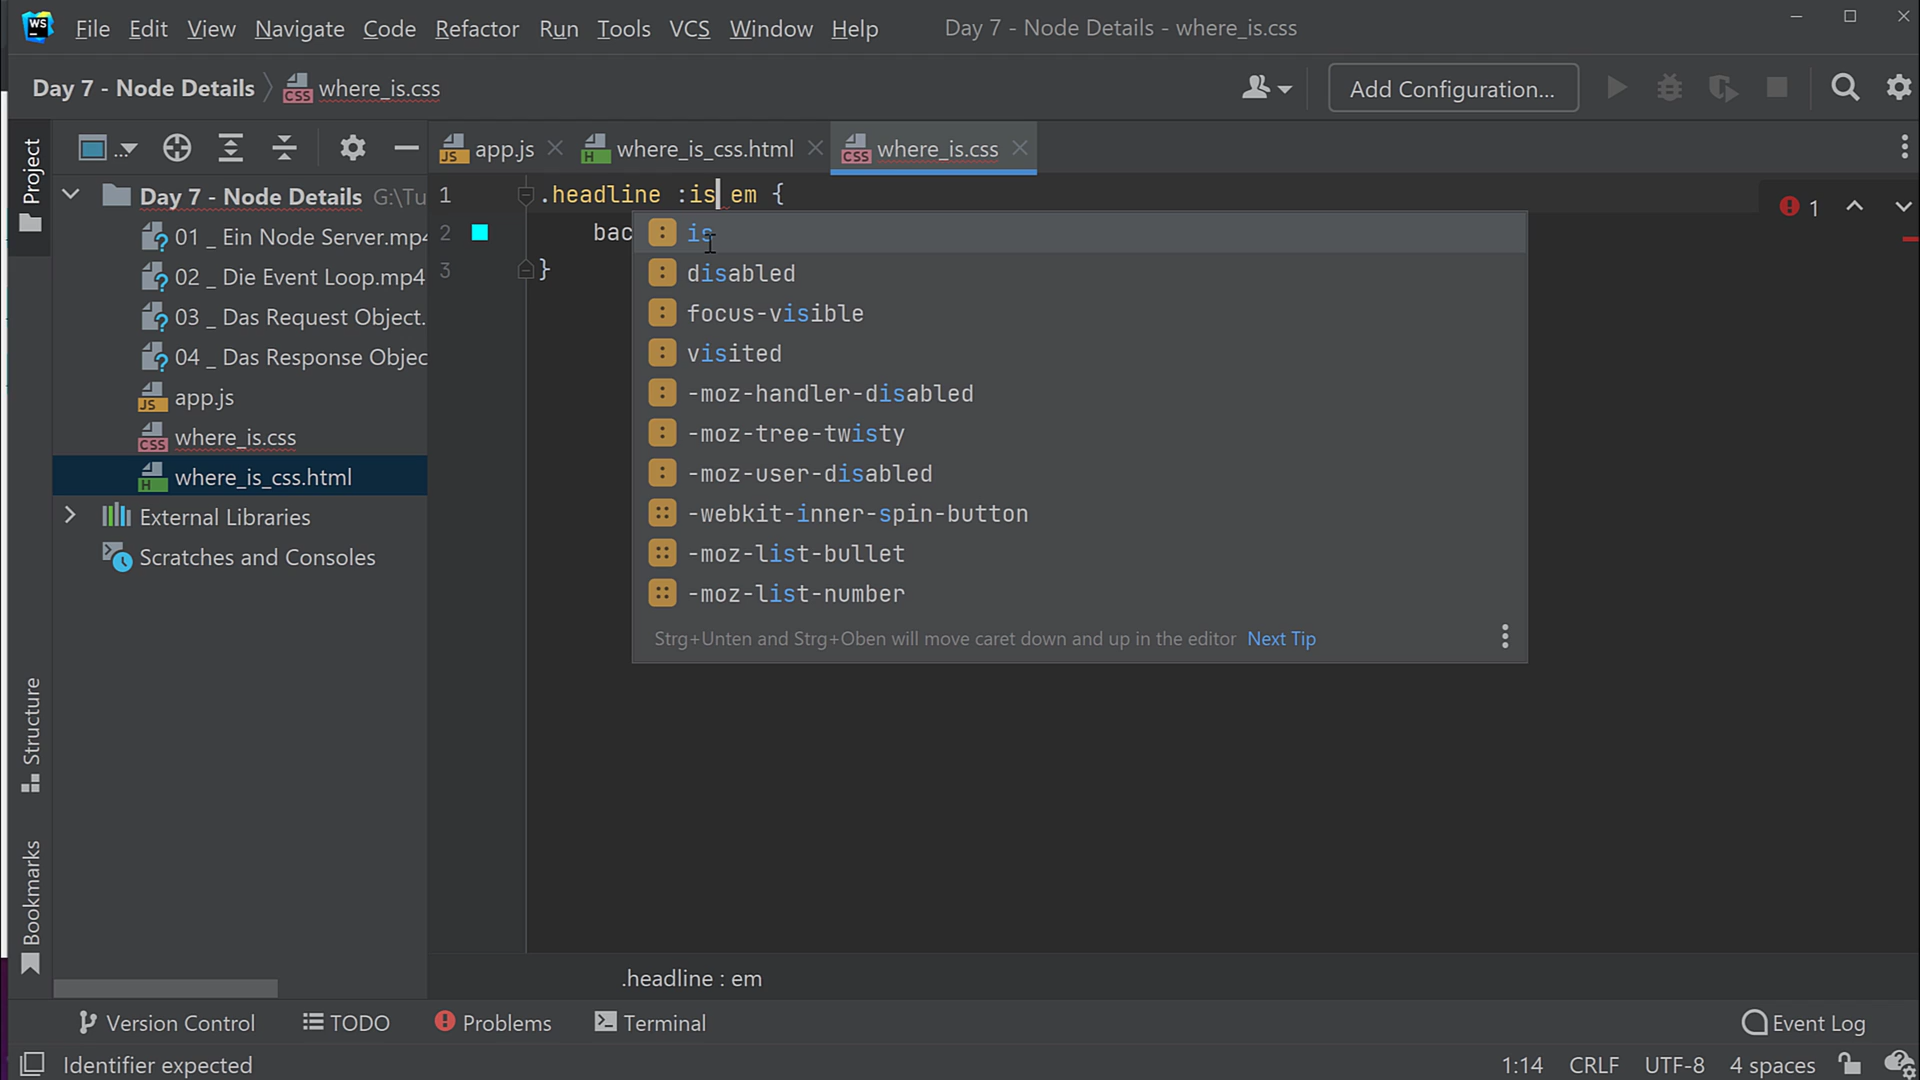 WS File Edit View Navigate Code Refactor Run Tools VCS Window Help Day 7 - Node Details - where_is.css
Day 7 - Node Details CSS where_is.css Add Configuration...
Project
... JS app.js H where_is_css.html CSS where_is.css
Day 7 - Node Details G:\Tu
01 _ Ein Node Server.mp4
02 _ Die Event Loop.mp4
03 _ Das Request Object.
04 _ Das Response Objec
JS app.js
CSS where_is.css
H where_is_css.html
External Libraries
Scratches and Consoles
1 .headline :is em {
2 bac
3 }
1
: is
: disabled
: focus-visible
: visited
: -moz-handler-disabled
: -moz-tree-twisty
: -moz-user-disabled
:: -webkit-inner-spin-button
:: -moz-list-bullet
:: -moz-list-number
Strg+Unten and Strg+Oben will move caret down and up in the editor Next Tip
Structure
Bookmarks
.headline : em
Version Control TODO Problems Terminal Event Log
Identifier expected 1:14 CRLF UTF-8 4 spaces